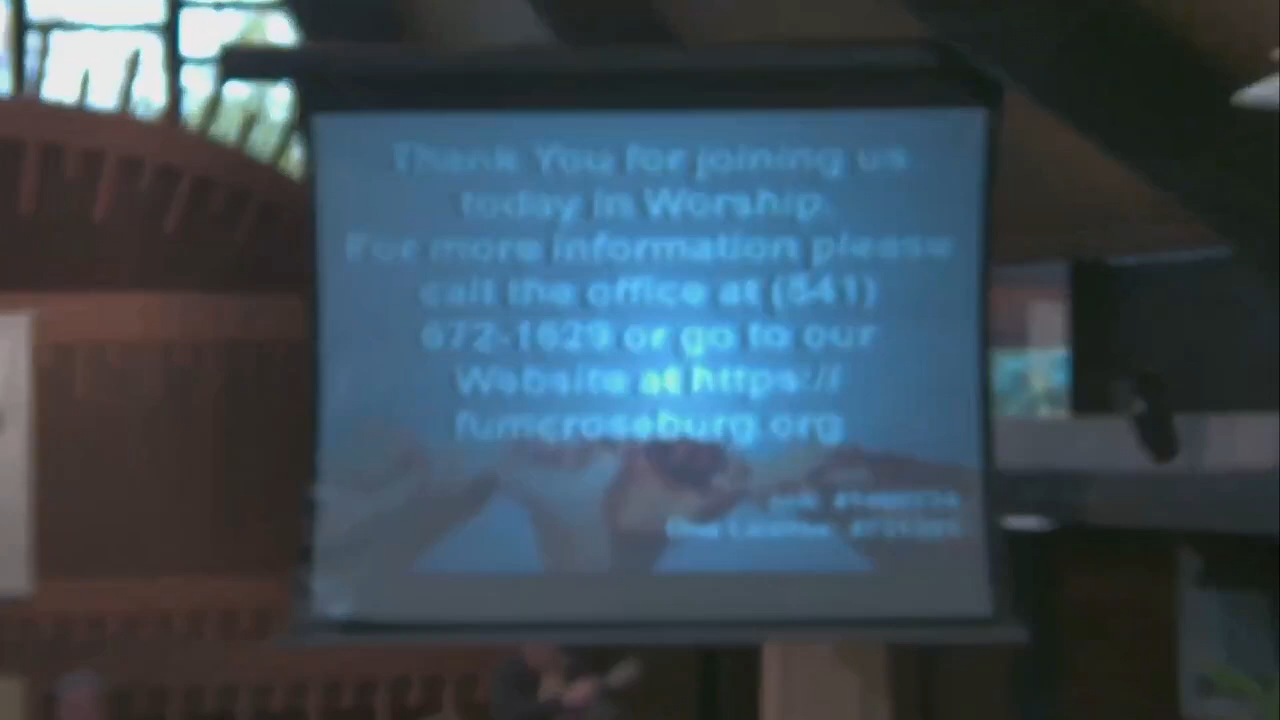 Thank You for joining us
today in Worship.
For more information please
call the office at (541)
672-1629 or go to our
Website at https://
fumcroseburg.org